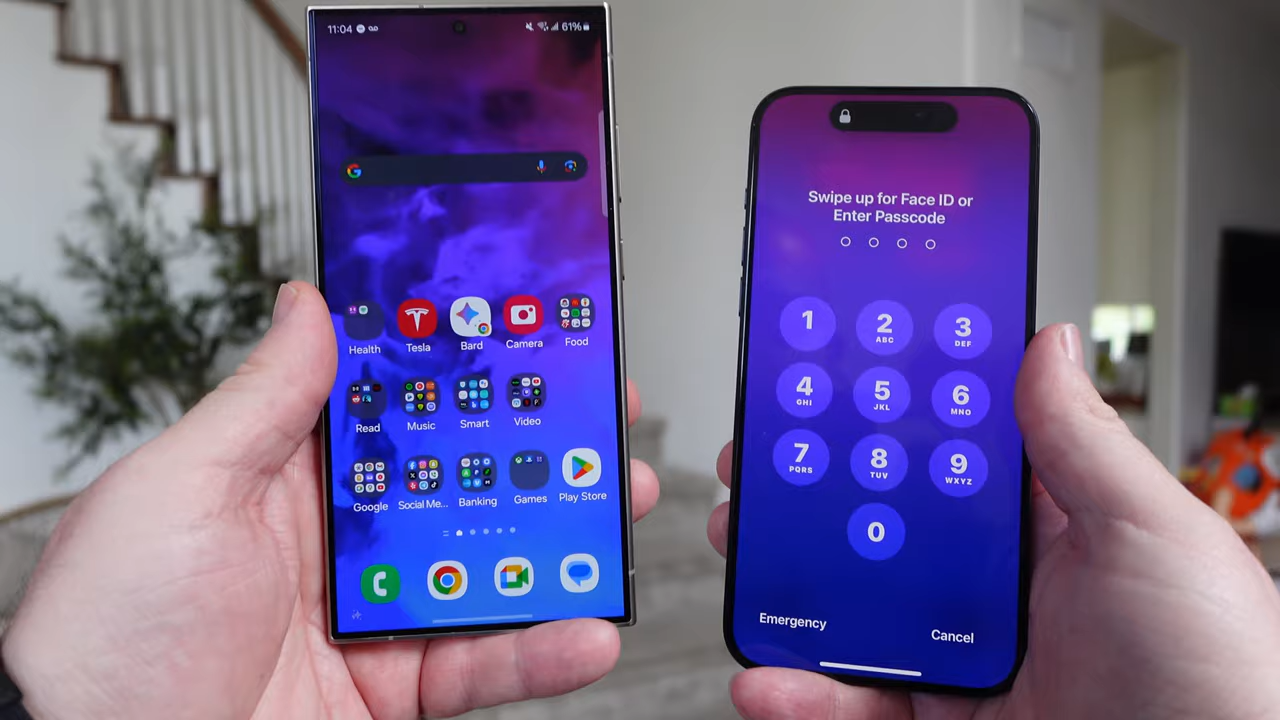 11:04
61%
Health
Tesla
Bard
Camera
Food
Read
Music
Smart
Video
Google
Social Me...
Banking
Games
Play Store
Swipe up for Face ID or
Enter Passcode
1
2
ABC
3
DEF
4
GHI
5
JKL
6
MNO
7
PQRS
8
TUV
9
WXYZ
0
Emergency
Cancel